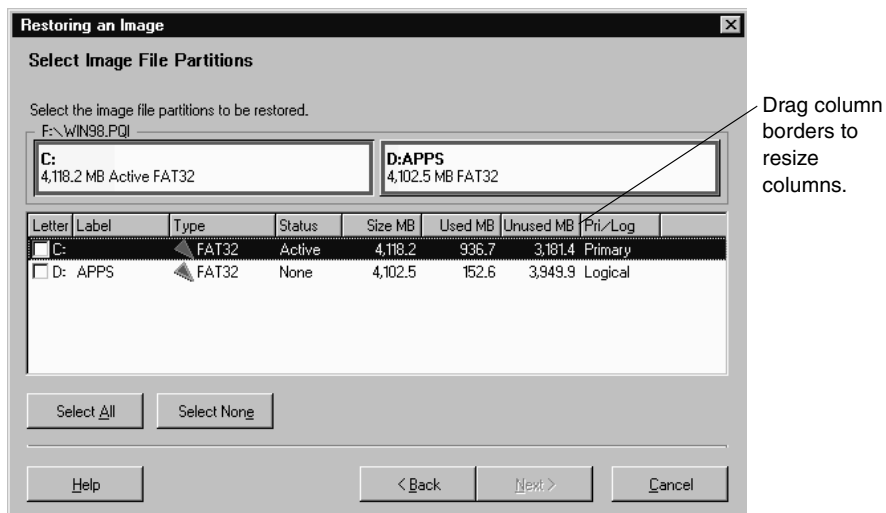 Restoring an Image
Select Image File Partitions
Select the image file partitions to be restored.
F:\WIN98.PQI
C:
4,118.2 MB Active FAT32
D:APPS
4,102.5 MB FAT32
Letter Label Type Status Size MB Used MB Unused MB Pri/Log
C: FAT32 Active 4,118.2 936.7 3,181.4 Primary
D: APPS FAT32 None 4,102.5 152.6 3,949.9 Logical
Select All Select None
Help < Back Next > Cancel
Drag column
borders to
resize
columns.